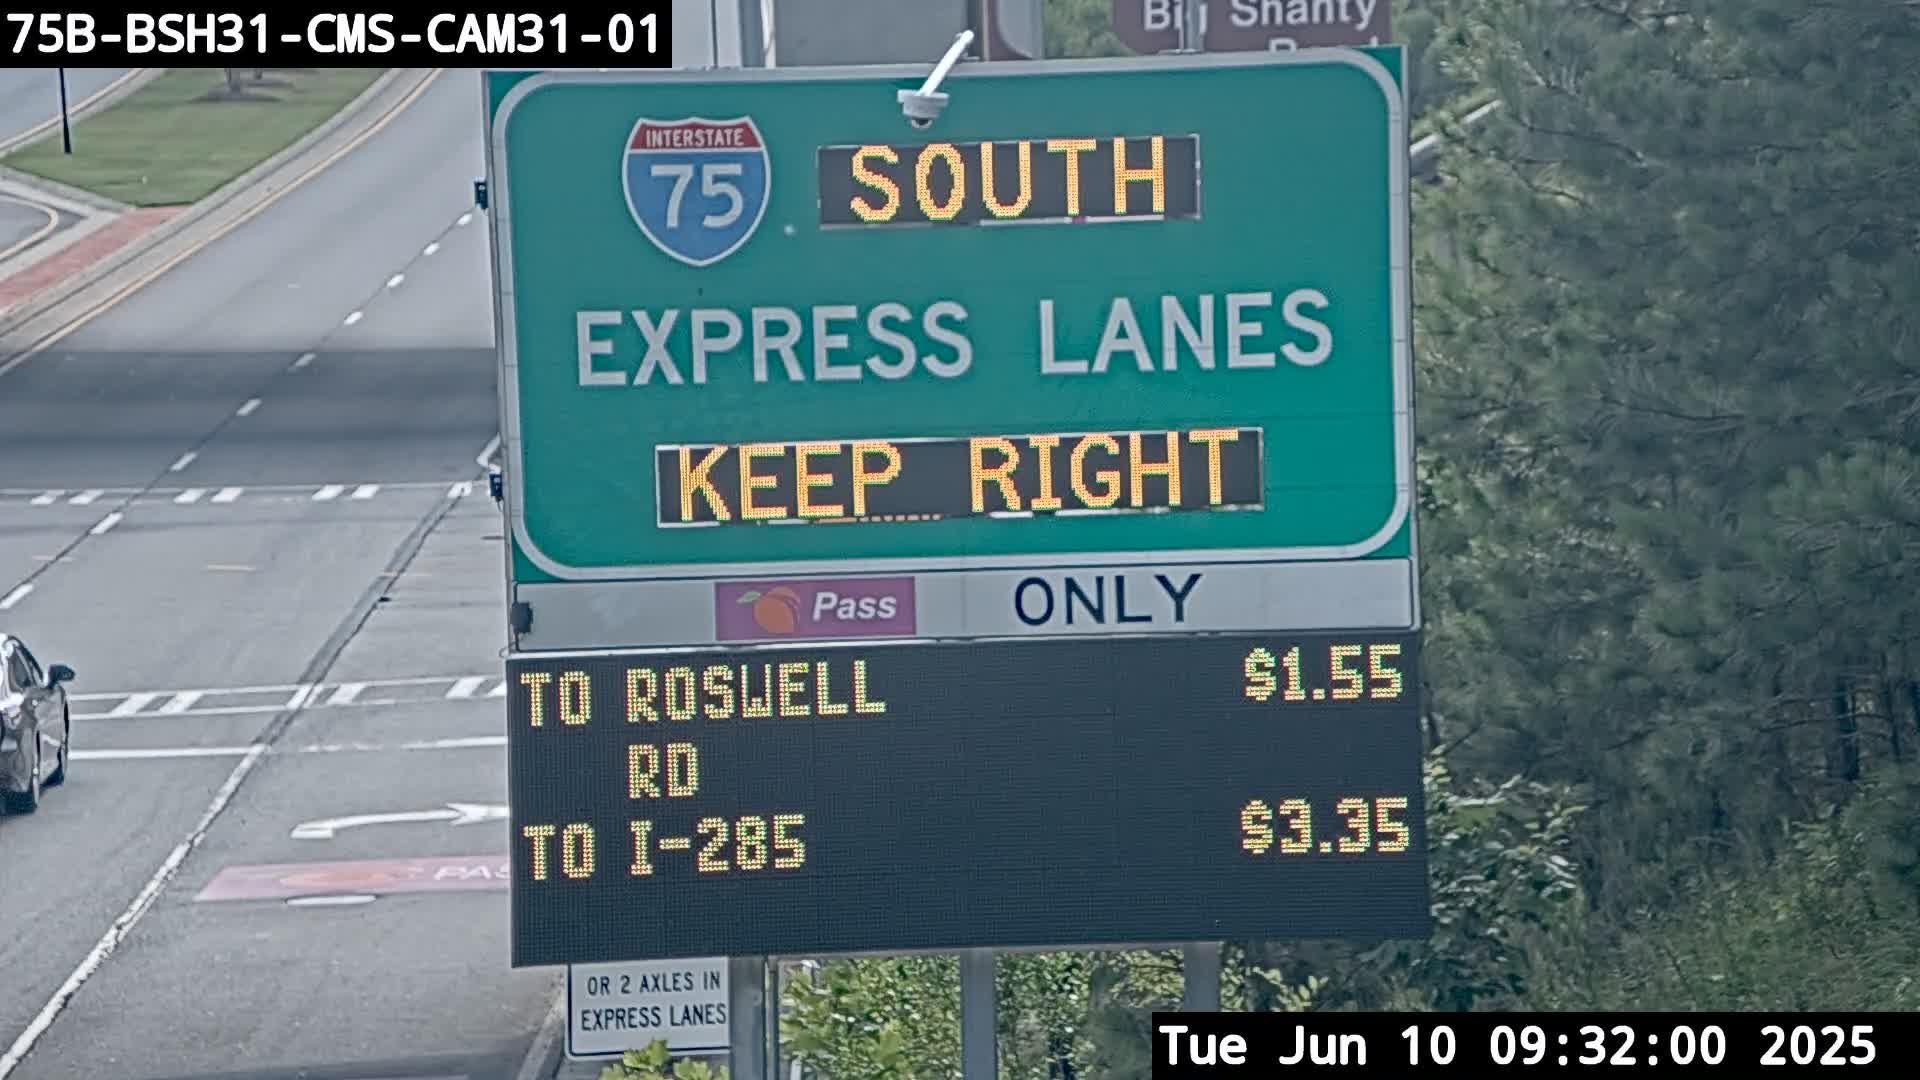 75B-BSH31-CMS-CAM31-01
Big Shanty
INTERSTATE
75
SOUTH
EXPRESS LANES
KEEP RIGHT
Pass
ONLY
TO ROSWELL $1.55
RD
TO I-285 $3.35
OR 2 AXLES IN
EXPRESS LANES
Tue Jun 10 09:32:00 2025